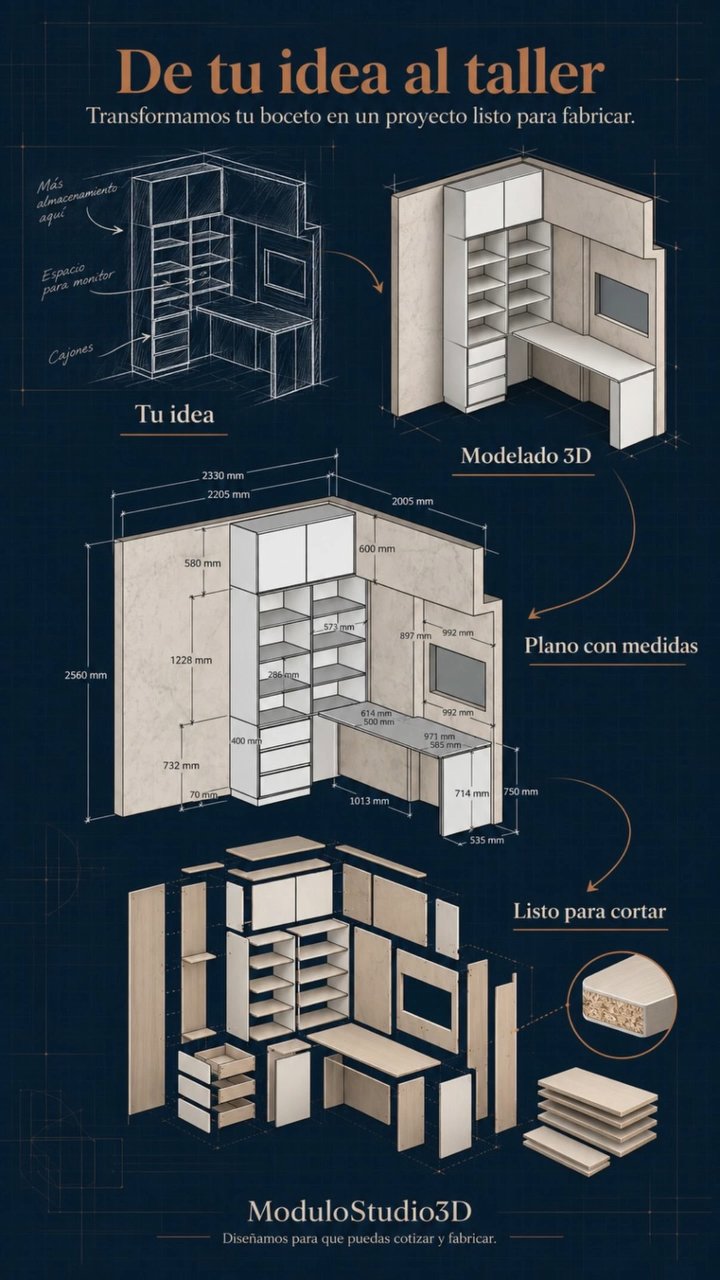 De tu idea al taller
Transformamos tu boceto en un proyecto listo para fabricar.
Más
almacenamiento
aquí
Espacio
para monitor
Cajones
Tu idea
Modelado 3D
2330 mm
2205 mm
2005 mm
580 mm
600 mm
573 mm
897 mm
992 mm
Plano con medidas
1228 mm
286 mm
2560 mm
614 mm
500 mm
992 mm
400 mm
971 mm
585 mm
732 mm
70 mm
1013 mm
714 mm
750 mm
535 mm
Listo para cortar
ModuloStudio3D
Diseñamos para que puedas cotizar y fabricar.